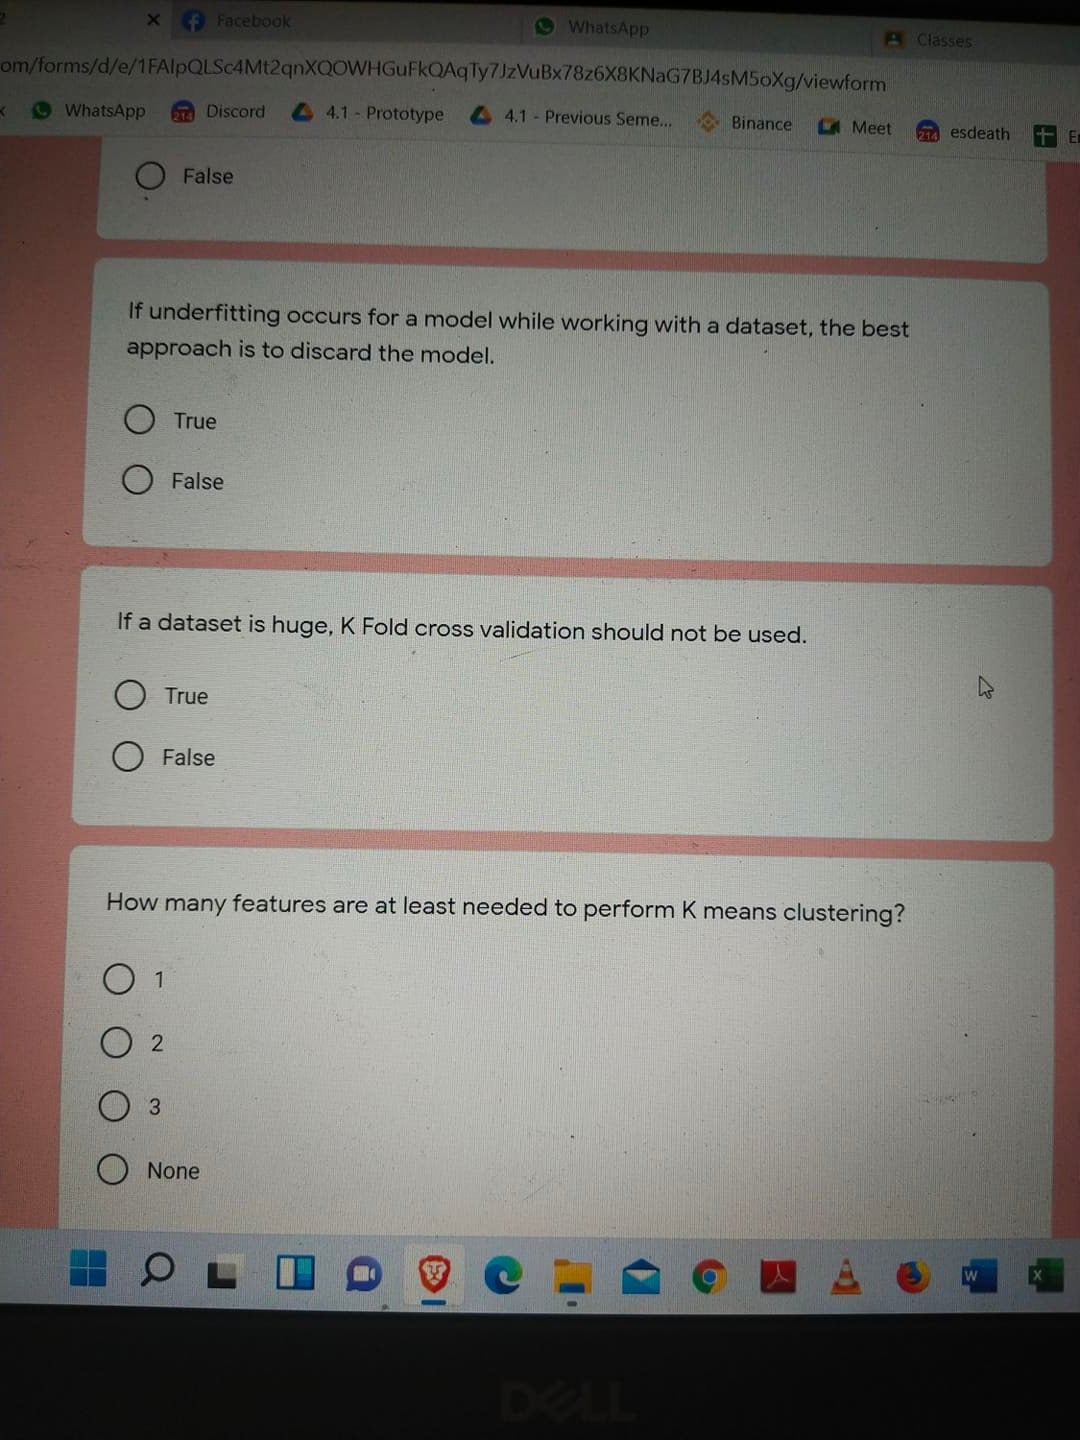 Facebook
WhatsApp
Classes
om/forms/d/e/1FAIpQLSc4Mt2qnXQOWHGuFkQAqTy7JzVuBx78z6X8KNaG7BJ4sM5oXg/viewform
WhatsApp 214 Discord 4.1 - Prototype 4.1 - Previous Seme... Binance Meet 214 esdeath
False
If underfitting occurs for a model while working with a dataset, the best
approach is to discard the model.
True
False
If a dataset is huge, K Fold cross validation should not be used.
True
False
How many features are at least needed to perform K means clustering?
1
2
3
None
W X
DELL